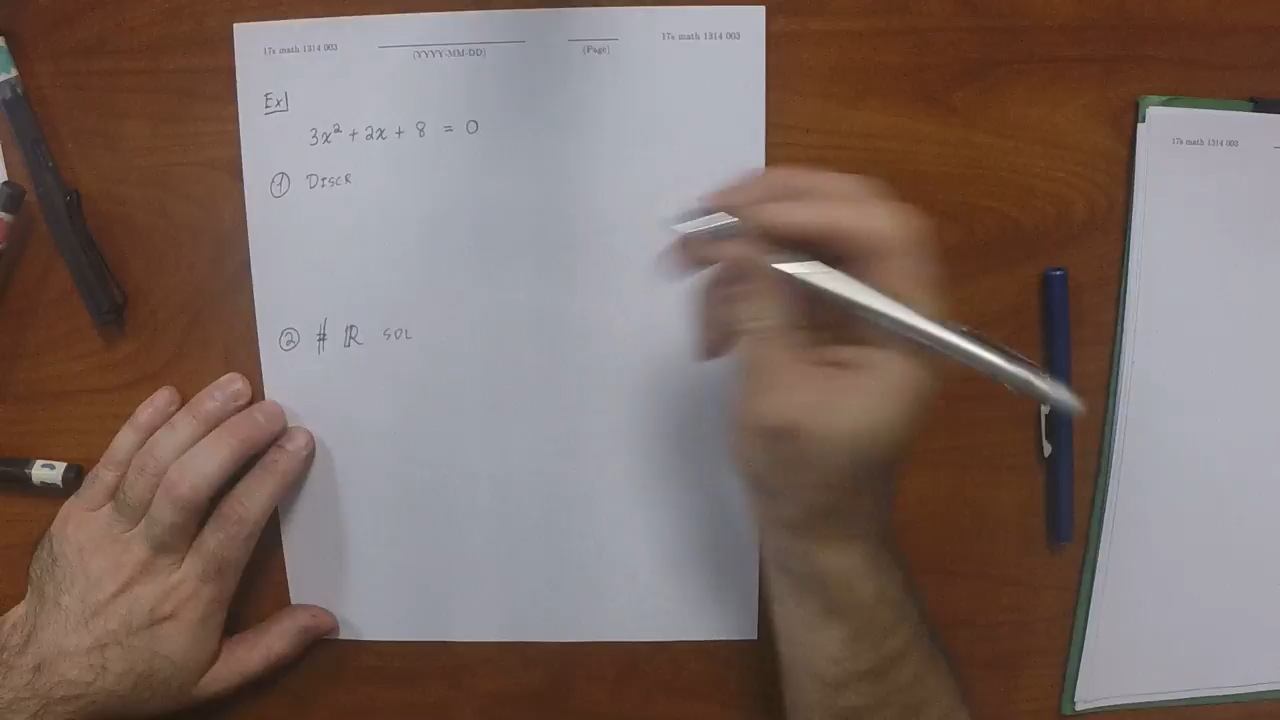 17s math 1314 003 (YYYY-MM-DD) (Page) 17s math 1314 003
Ex
3x² + 2x + 8 = 0
① DISCR
② # ℝ SOL
17s math 1314 003